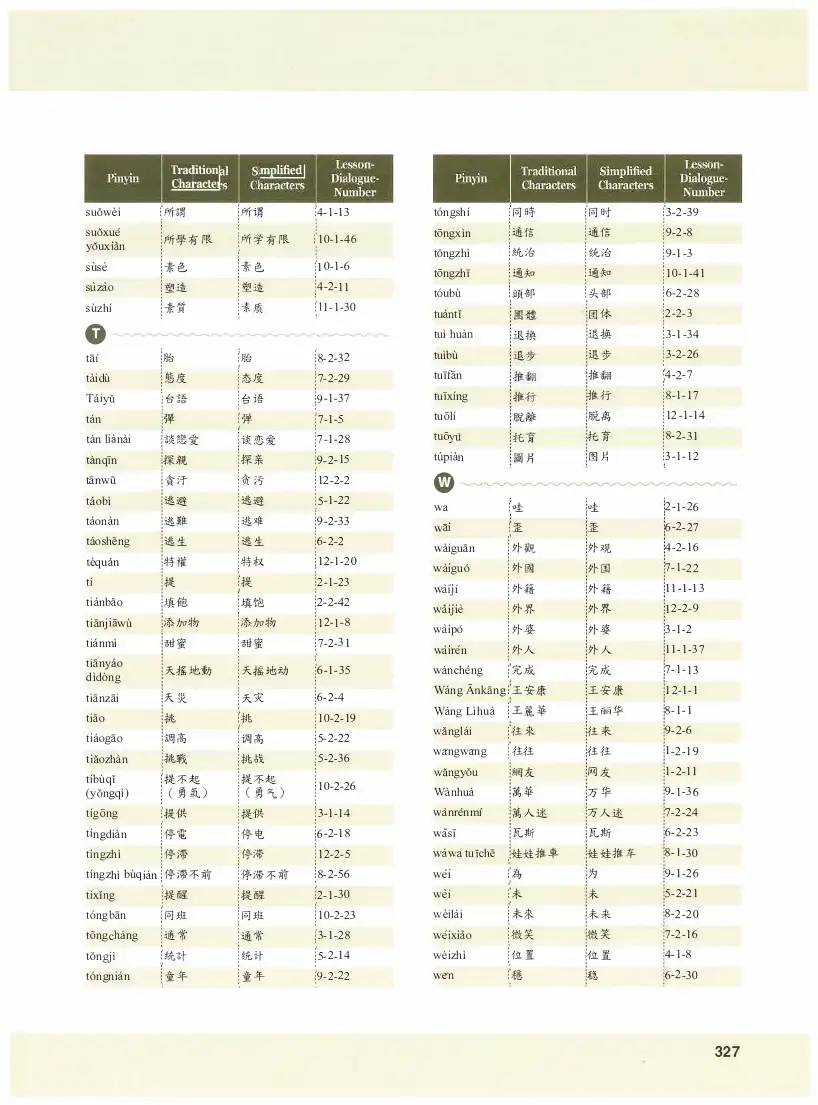 Pinyin Traditional Characters Simplified Characters Lesson-Dialogue-Number
suǒwèi 所謂 所谓 4-1-13
suǒxué yǒuxiàn 所學有限 所学有限 10-1-46
sùsè 素色 素色 10-1-6
sùzào 塑造 塑造 4-2-11
sùzhí 素質 素质 11-1-30
T
tāi 胎 胎 8-2-32
tàidù 態度 态度 7-2-29
Táiyǔ 台語 台语 9-1-37
tán 彈 弹 7-1-5
tán liànài 談戀愛 谈恋爱 7-1-28
tànqīn 探親 探亲 9-2-15
tānwū 貪汙 贪污 12-2-2
táobì 逃避 逃避 5-1-22
táonàn 逃難 逃难 9-2-33
táoshēng 逃生 逃生 6-2-2
tèquán 特權 特权 12-1-20
tí 提 提 2-1-23
tiánbǎo 填飽 填饱 2-2-42
tiānjiāwù 添加物 添加物 12-1-8
tiánmì 甜蜜 甜蜜 7-2-31
tiānyáo dìdòng 天搖地動 天摇地动 6-1-35
tiānzāi 天災 天灾 6-2-4
tiāo 挑 挑 10-2-19
tiáogāo 調高 调高 5-2-22
tiǎozhàn 挑戰 挑战 5-2-36
tíbùqǐ (yǒngqì) 提不起（勇氣） 提不起（勇气） 10-2-26
tígōng 提供 提供 3-1-14
tíngdiàn 停電 停电 6-2-18
tíngzhì 停滯 停滞 12-2-5
tíngzhì bùqián 停滯不前 停滞不前 8-2-56
tíxǐng 提醒 提醒 2-1-30
tóngbān 同班 同班 10-2-23
tōngcháng 通常 通常 3-1-28
tǒngjì 統計 统计 5-2-14
tóngnián 童年 童年 9-2-22
Pinyin Traditional Characters Simplified Characters Lesson-Dialogue-Number
tóngshí 同時 同时 3-2-39
tōngxìn 通信 通信 9-2-8
tǒngzhì 統治 统治 9-1-3
tōngzhī 通知 通知 10-1-41
tóubù 頭部 头部 6-2-28
tuántǐ 團體 团体 2-2-3
tuì huàn 退換 退换 3-1-34
tuìbù 退步 退步 3-2-26
tuīfān 推翻 推翻 4-2-7
tuīxíng 推行 推行 8-1-17
tuōlí 脫離 脱离 12-1-14
tuōyù 托育 托育 8-2-31
túpiàn 圖片 图片 3-1-12
W
wa 哇 哇 2-1-26
wāi 歪 歪 6-2-27
wàiguān 外觀 外观 4-2-16
wàiguó 外國 外国 7-1-22
wàijí 外籍 外籍 11-1-13
wàijiè 外界 外界 12-2-9
wàipó 外婆 外婆 3-1-2
wàirén 外人 外人 11-1-37
wánchéng 完成 完成 7-1-13
Wáng Ānkāng 王安康 王安康 12-1-1
Wáng Lìhuá 王麗華 王丽华 8-1-1
wǎnglái 往來 往来 9-2-6
wǎngwǎng 往往 往往 1-2-19
wǎngyǒu 網友 网友 1-2-11
Wànhuá 萬華 万华 9-1-36
wànrénmí 萬人迷 万人迷 7-2-24
wǎsī 瓦斯 瓦斯 6-2-23
wáwa tuīchē 娃娃推車 娃娃推车 8-1-30
wéi 為 为 9-1-26
wèi 未 未 5-2-21
wèilái 未來 未来 8-2-20
wéixiào 微笑 微笑 7-2-16
wèizhì 位置 位置 4-1-8
wěn 穩 稳 6-2-30
327